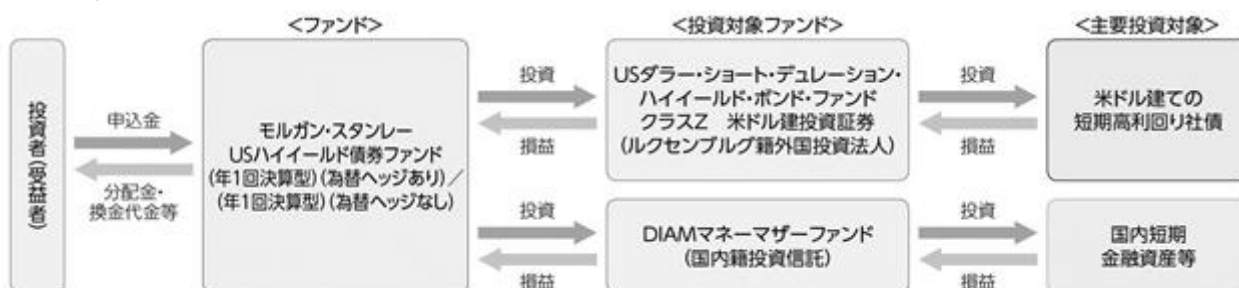 <ファンド>
<投資対象ファンド>
<主要投資対象>
投資者(受益者)
申込金
分配金・
換金代金等
モルガン・スタンレー
USハイイールド債券ファンド
(年1回決算型)(為替ヘッジあり)/
(年1回決算型)(為替ヘッジなし)
投資
損益
USダラー・ショート・デュレーション・
ハイイールド・ボンド・ファンド
クラスZ 米ドル建投資証券
(ルクセンブルグ籍外国投資法人)
投資
損益
米ドル建ての
短期高利回り社債
投資
損益
DIAMマネーマザーファンド
(国内籍投資信託)
投資
損益
国内短期
金融資産等